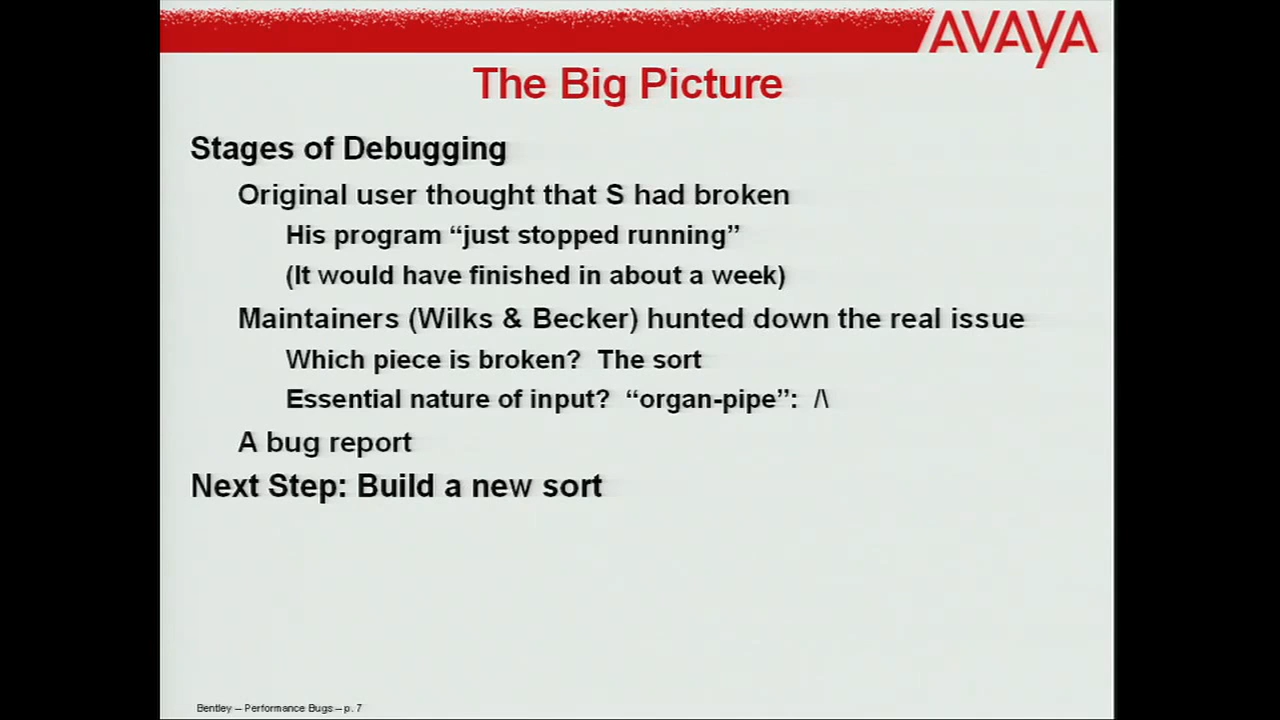 AVAYA
The Big Picture
Stages of Debugging
Original user thought that S had broken
His program “just stopped running”
(It would have finished in about a week)
Maintainers (Wilks & Becker) hunted down the real issue
Which piece is broken?  The sort
Essential nature of input?  “organ-pipe”:  /\
A bug report
Next Step: Build a new sort
Bentley – Performance Bugs – p. 7